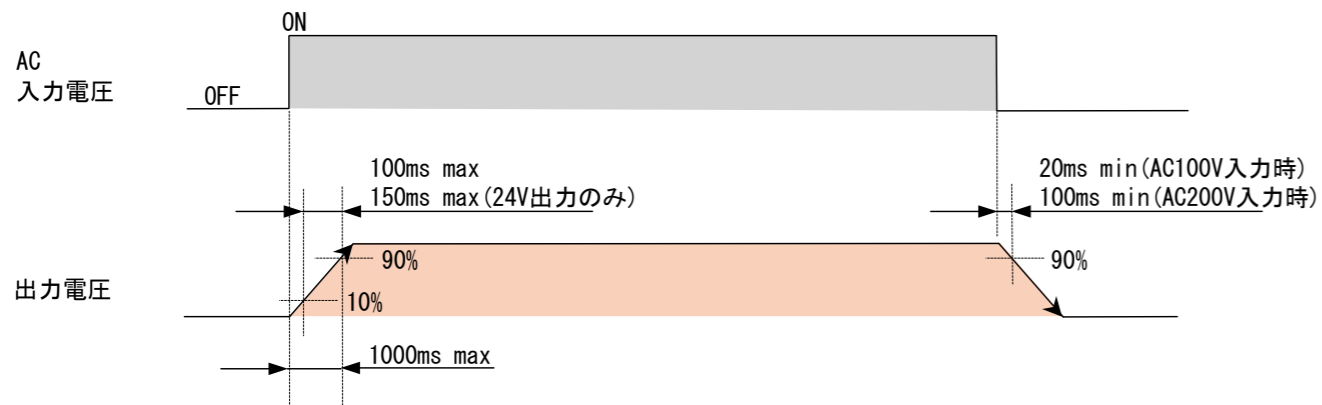 ON
AC
入力電圧
OFF
100ms max
150ms max(24V出力のみ)
20ms min(AC100V入力時)
100ms min(AC200V入力時)
90%
90%
出力電圧
10%
1000ms max